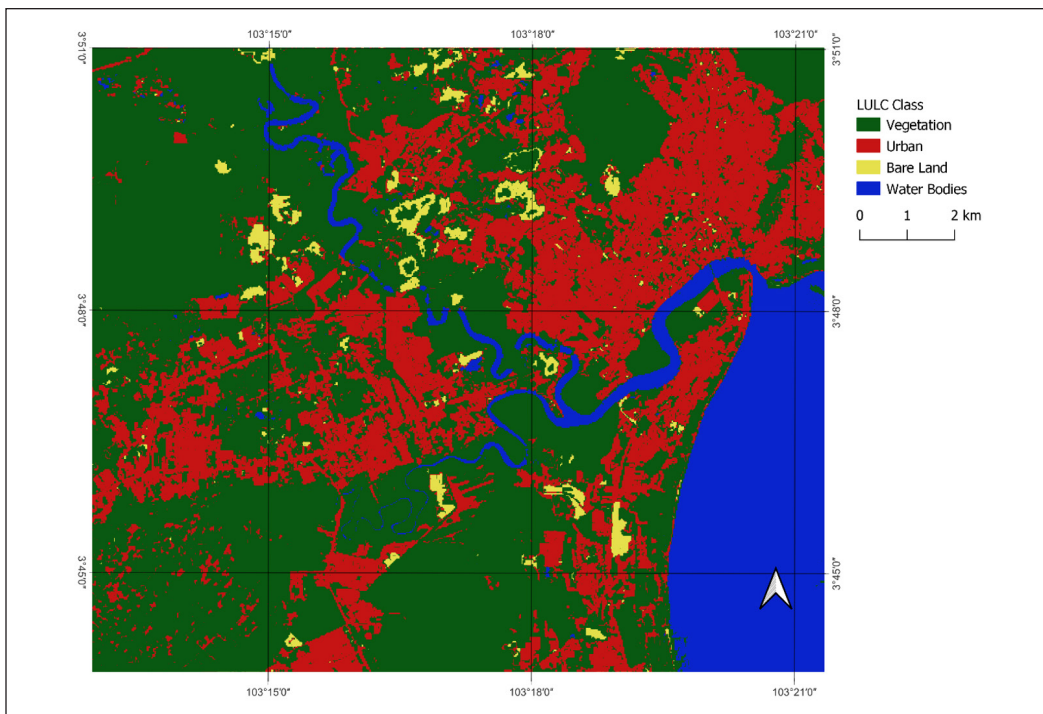 103°15'0" 103°18'0" 103°21'0"
3°51'0" 3°51'0"
LULC Class
Vegetation
Urban
Bare Land
Water Bodies
0 1 2 km
3°48'0" 3°48'0"
3°45'0" 3°45'0"
103°15'0" 103°18'0" 103°21'0"